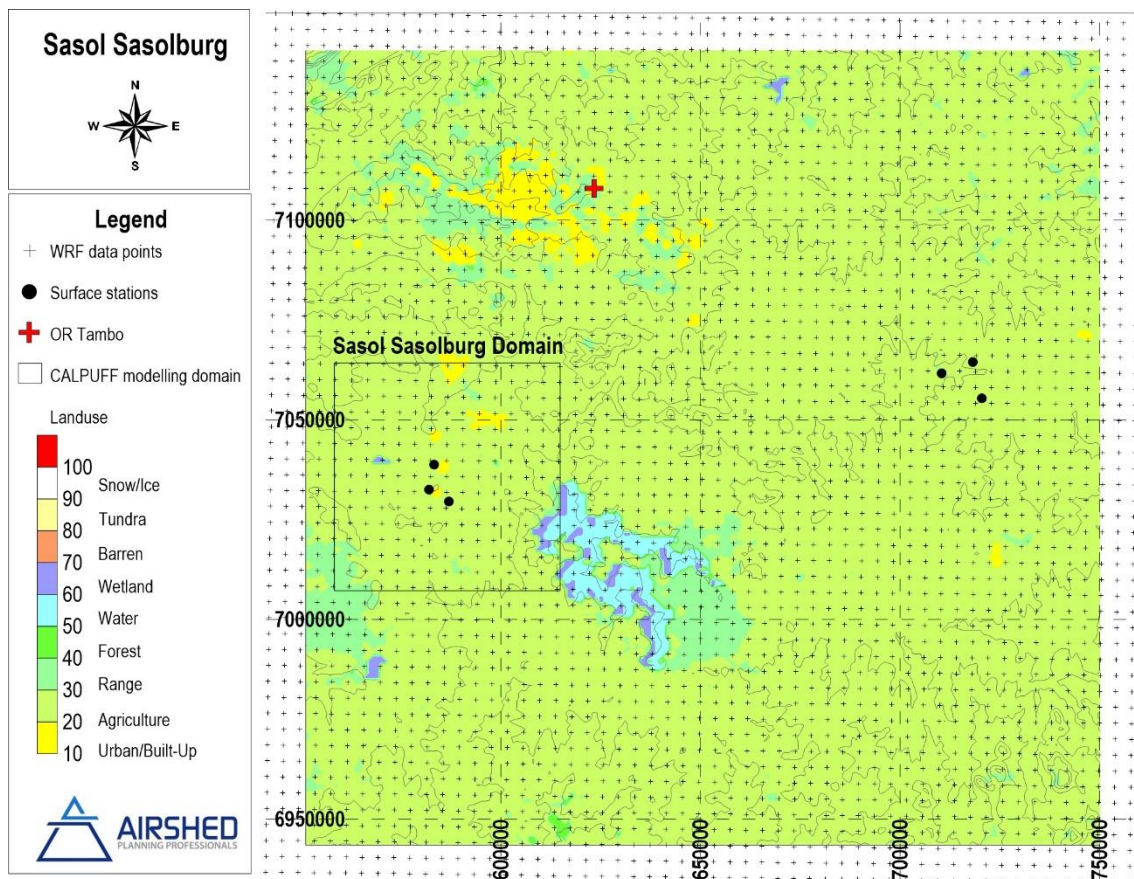 Sasol Sasolburg
N
W E
S
Legend
WRF data points
Surface stations
OR Tambo
CALPUFF modelling domain
Landuse
100
Snow/Ice
90
Tundra
80
Barren
70
Wetland
60
Water
50
Forest
40
Range
30
Agriculture
20
Urban/Built-Up
10
AIRSHED
PLANNING PROFESSIONALS
7100000
Sasol Sasolburg Domain
7050000
7000000
6950000
600000
650000
700000
750000